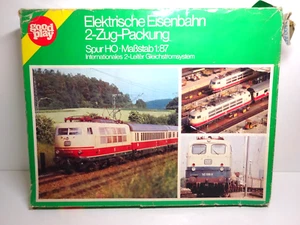 good
play
Elektrische Eisenbahn
2-Zug-Packung
Spur HO · Maßstab 1:87
Internationales 2-Leiter Gleichstromsystem